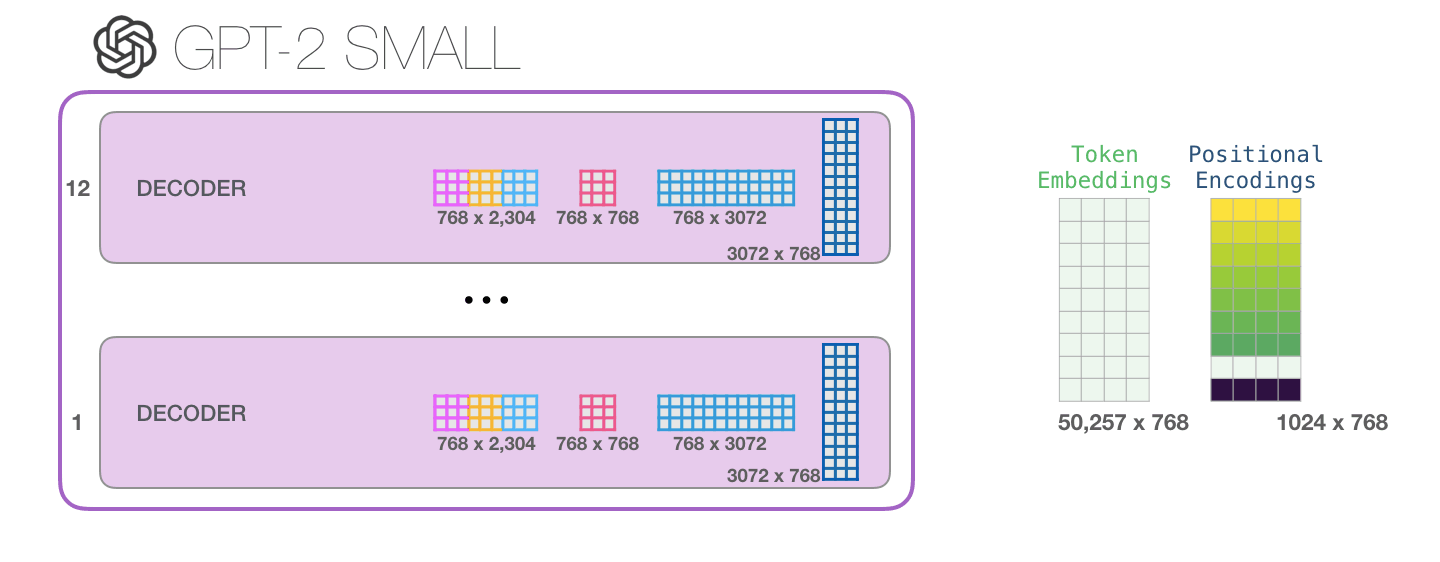 GPT-2 SMALL
12
DECODER
768 x 2,304
768 x 768
768 x 3072
3072 x 768
...
1
DECODER
768 x 2,304
768 x 768
768 x 3072
3072 x 768
Token
Embeddings
50,257 x 768
Positional
Encodings
1024 x 768